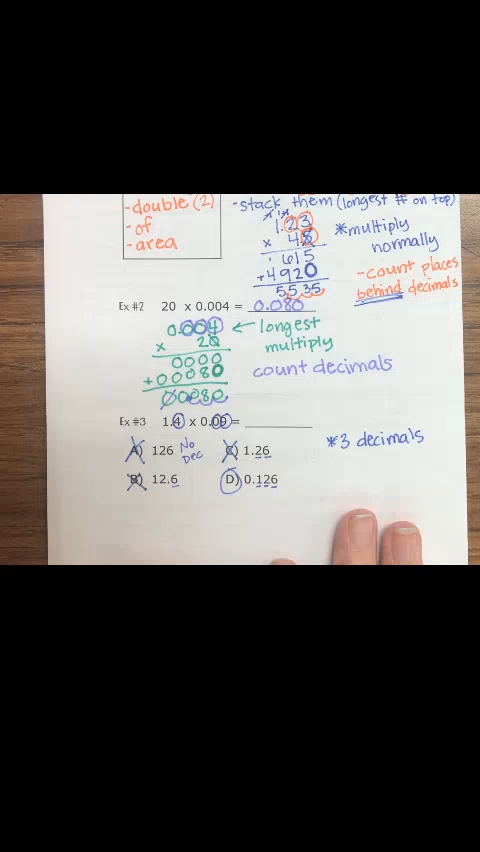 -double (2)
-of
-area
-stack them (longest # on top)
1.23
x 4.5
615
+4920
5535
*multiply
normally
-count places
behind decimals
Ex #2 20 x 0.004 = 0.080
0.004
x 20
0000
+00080
00080
← longest
multiply
count decimals
Ex #3 1.4 x 0.09 = ____________
A) 126 No Dec
C) 1.26
B) 12.6
D) 0.126
*3 decimals